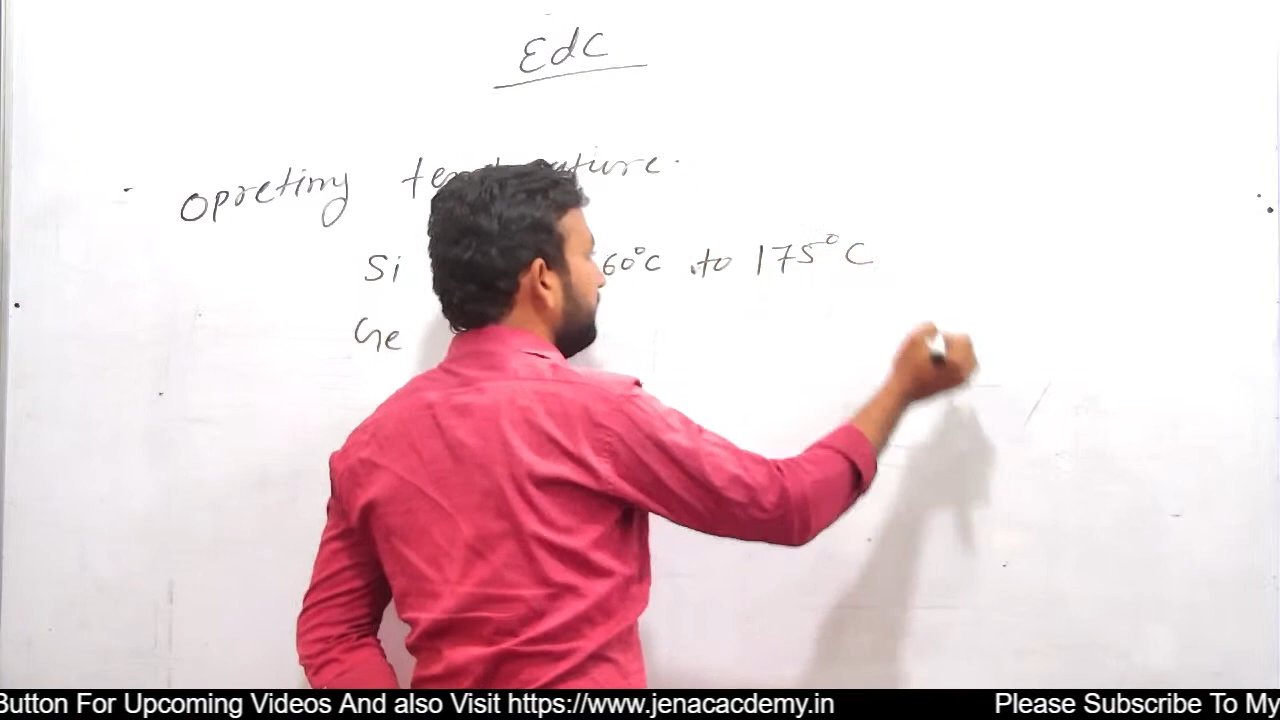 EdC
Opreting
Si 60°C to 175°C
Ge
Button For Upcoming Videos And also Visit https://www.jenacacdemy.in Please Subscribe To My